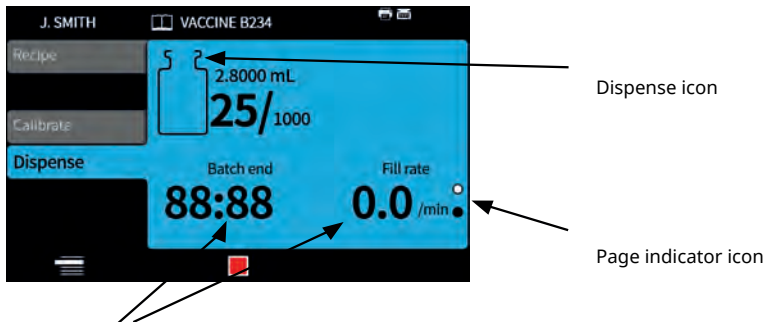 J. SMITH
VACCINE B234
Recipe
2.8000 mL
25/1000
Calibrate
Dispense
Batch end
Fill rate
88:88
0.0 /min
Dispense icon
Page indicator icon